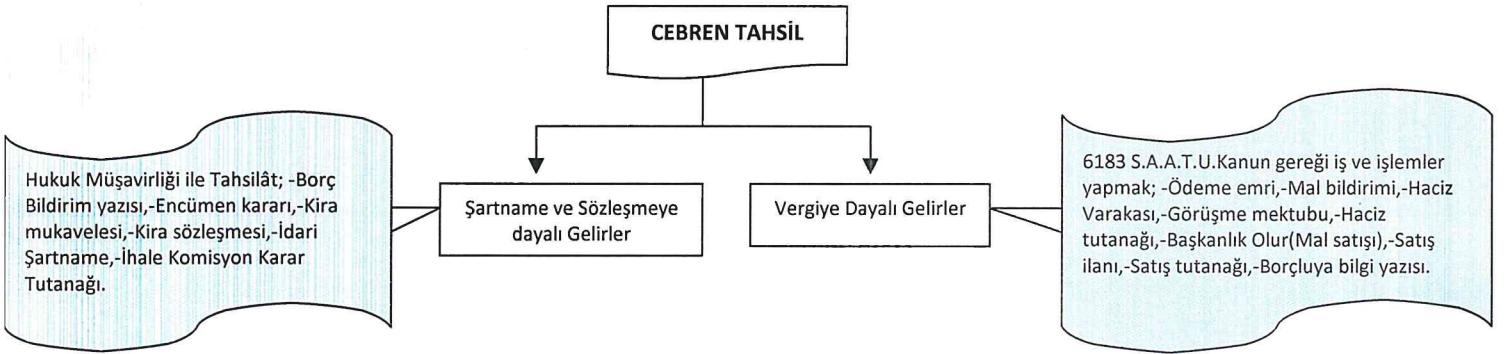 CEBREN TAHSİL
Hukuk Müşavirliği ile Tahsilât; -Borç
Bildirim yazısı,-Encümen kararı,-Kira
mukavelesi,-Kira sözleşmesi,-İdari
Şartname,-İhale Komisyon Karar
Tutanağı.
Şartname ve Sözleşmeye
dayalı Gelirler
Vergiye Dayalı Gelirler
6183 S.A.A.T.U.Kanun gereği iş ve işlemler
yapmak; -Ödeme emri,-Mal bildirimi,-Haciz
Varakası,-Görüşme mektubu,-Haciz
tutanağı,-Başkanlık Olur(Mal satışı),-Satış
ilanı,-Satış tutanağı,-Borçluya bilgi yazısı.